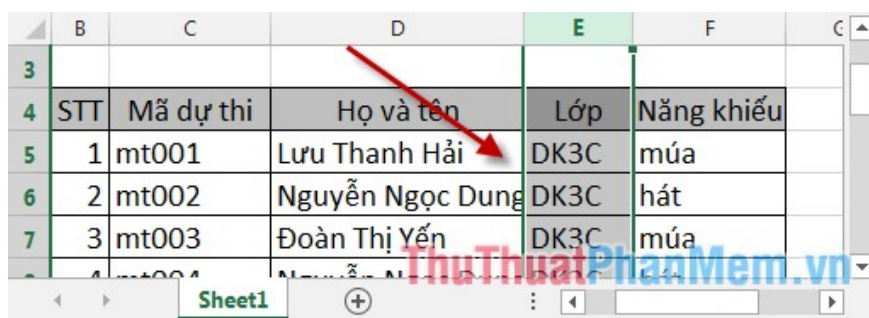 B C D E F G
3
4 STT Mã dự thi Họ và tên Lớp Năng khiếu
5 1 mt001 Lưu Thanh Hải DK3C múa
6 2 mt002 Nguyễn Ngọc Dung DK3C hát
7 3 mt003 Đoàn Thị Yến DK3C múa
ThuThuatPhanMem.vn
Sheet1